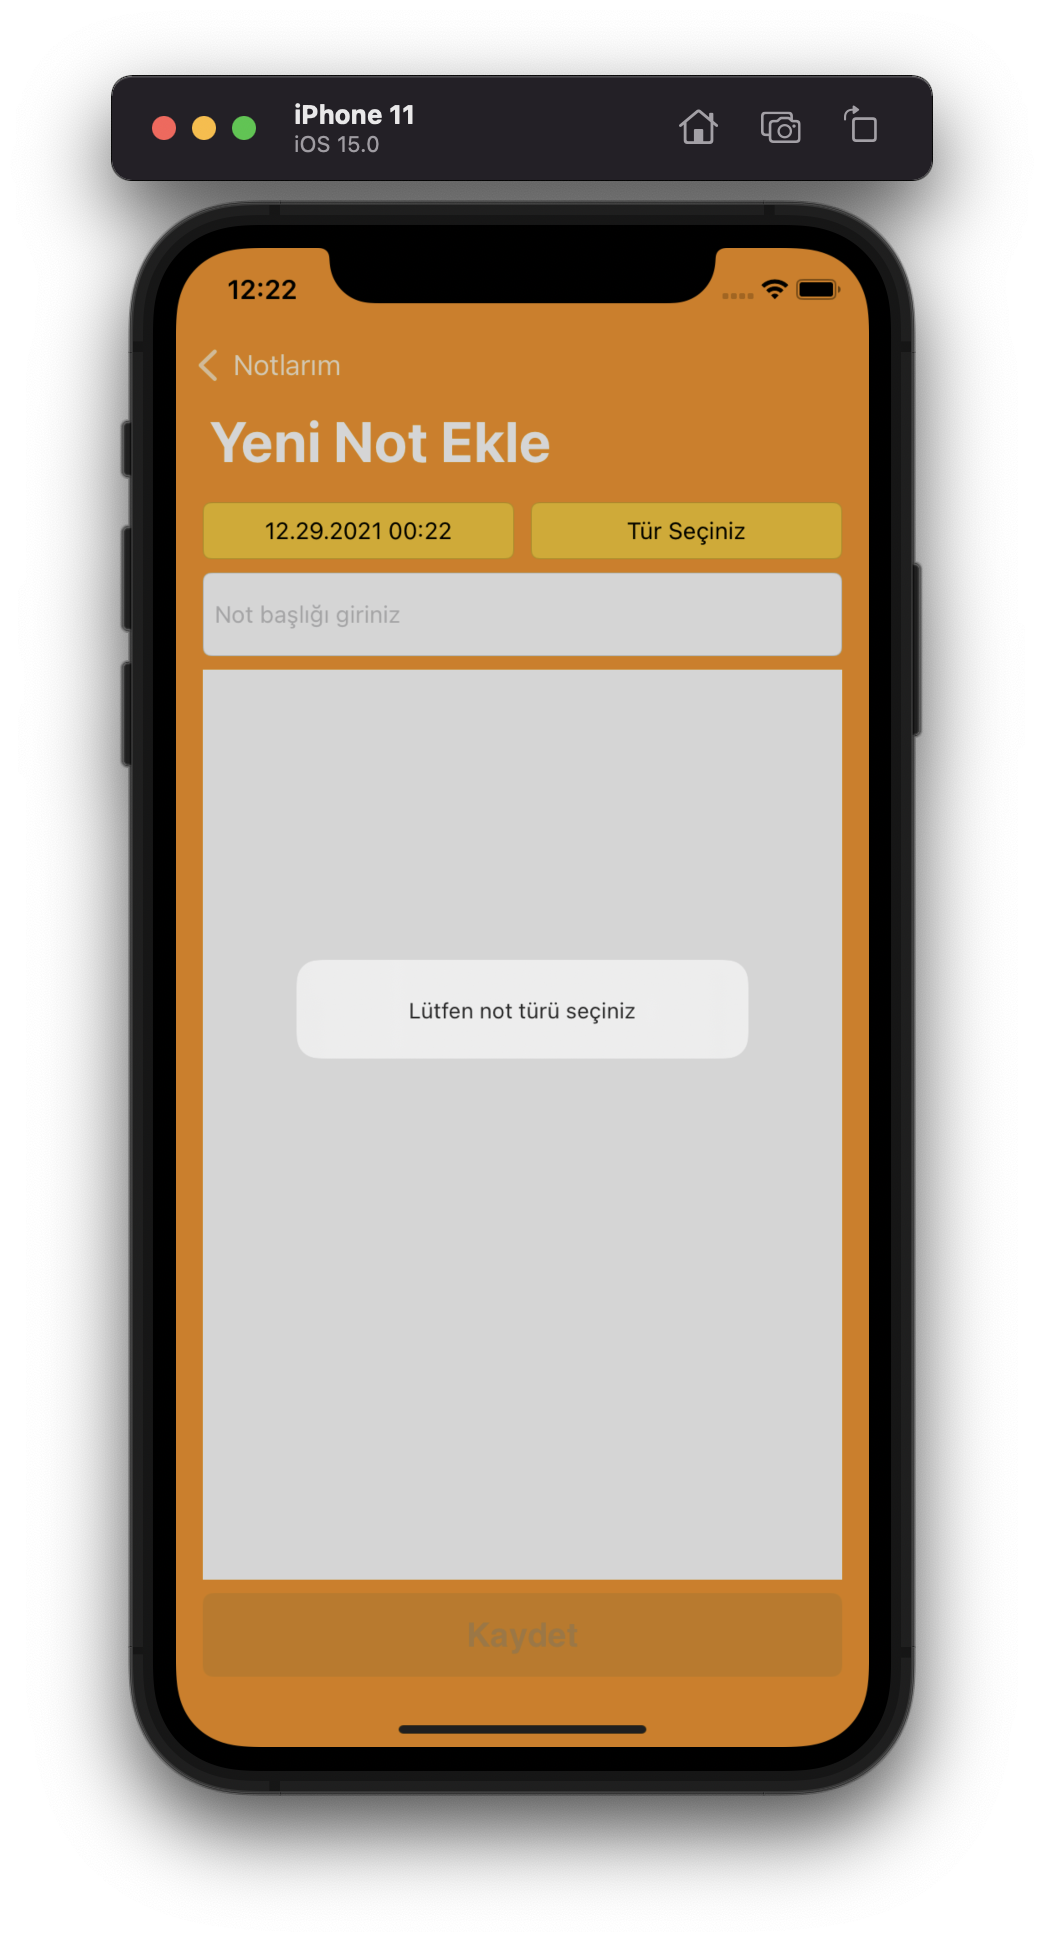 iPhone 11
iOS 15.0
12:22
Notlarım
Yeni Not Ekle
12.29.2021 00:22
Tür Seçiniz
Not başlığı giriniz
Lütfen not türü seçiniz
Kaydet